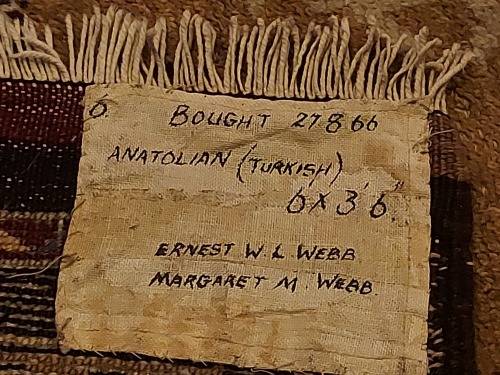 6. BOUGHT 27 8 66
ANATOLIAN (TURKISH)
6 X 3' 6".
ERNEST W. L WEBB
MARGARET M. WEBB.